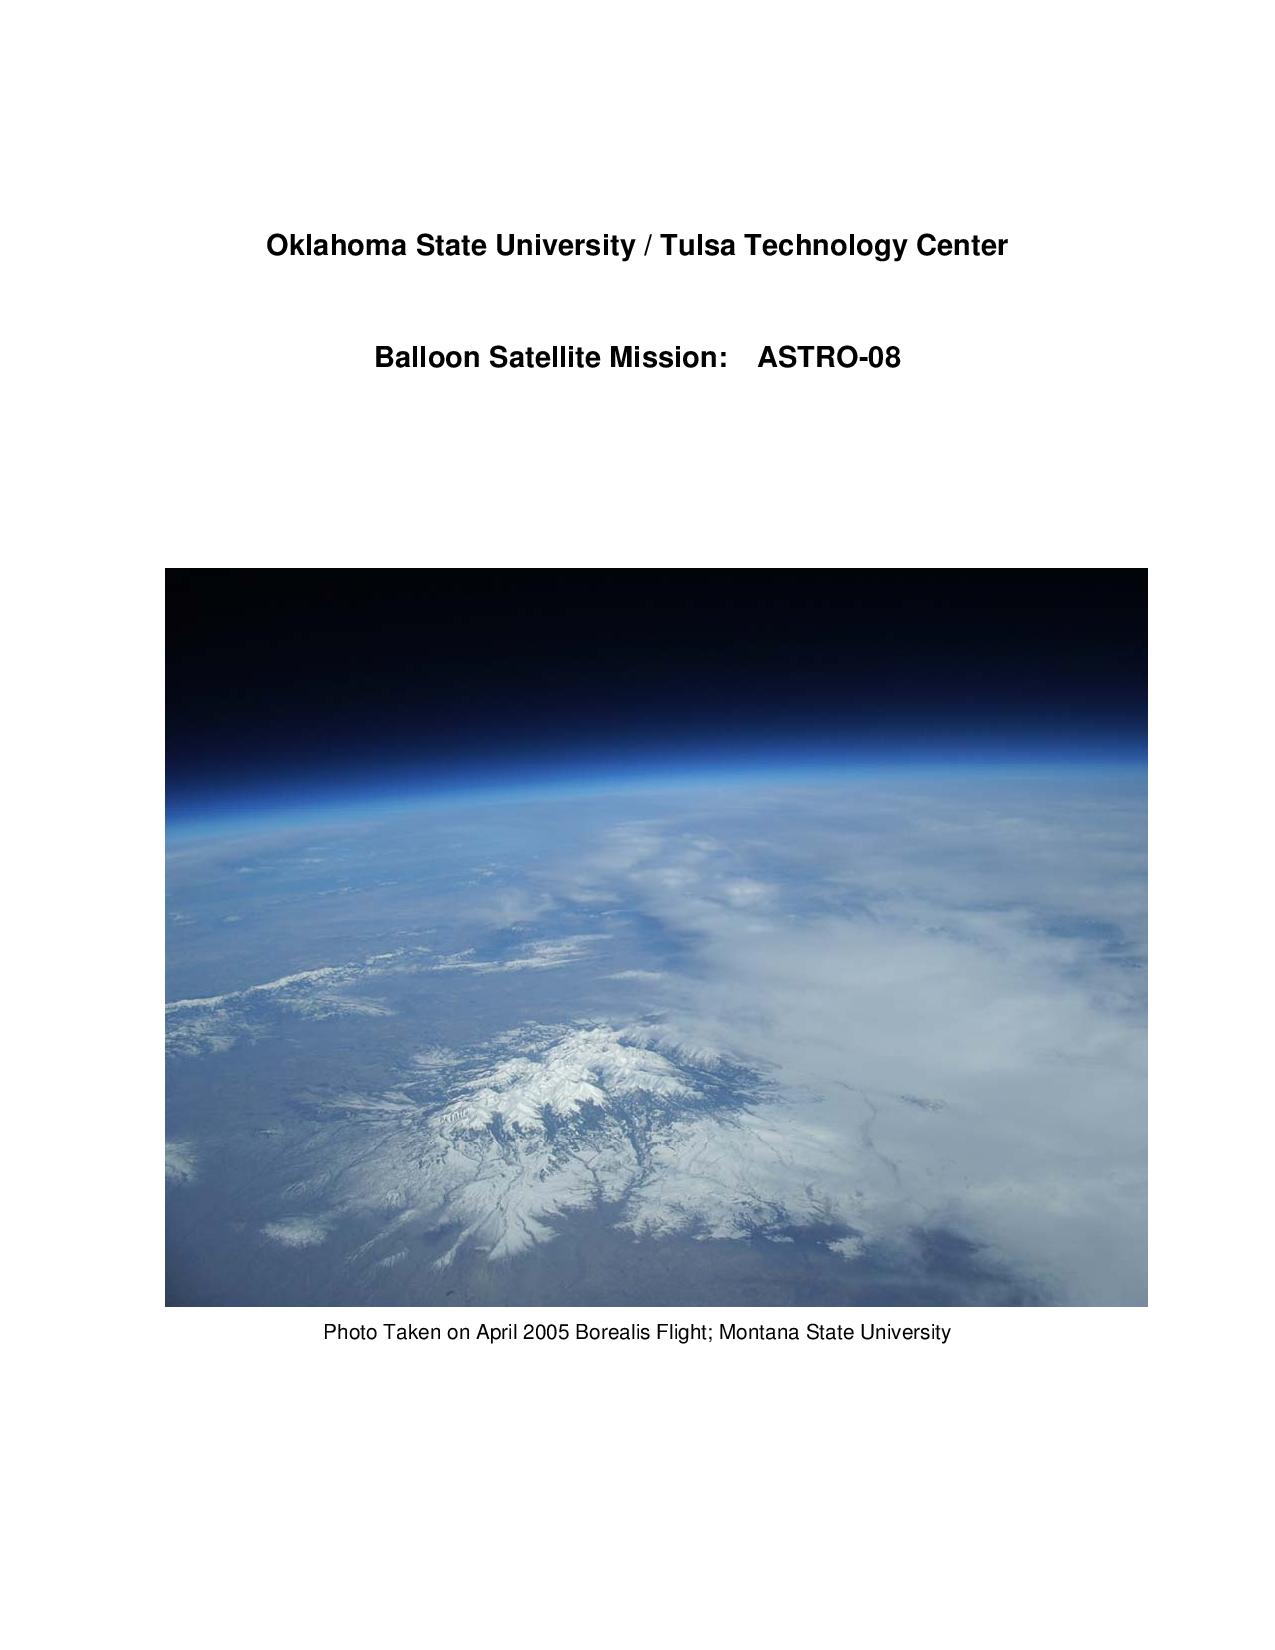 Oklahoma State University / Tulsa Technology Center
Balloon Satellite Mission: ASTRO-08
Photo Taken on April 2005 Borealis Flight; Montana State University